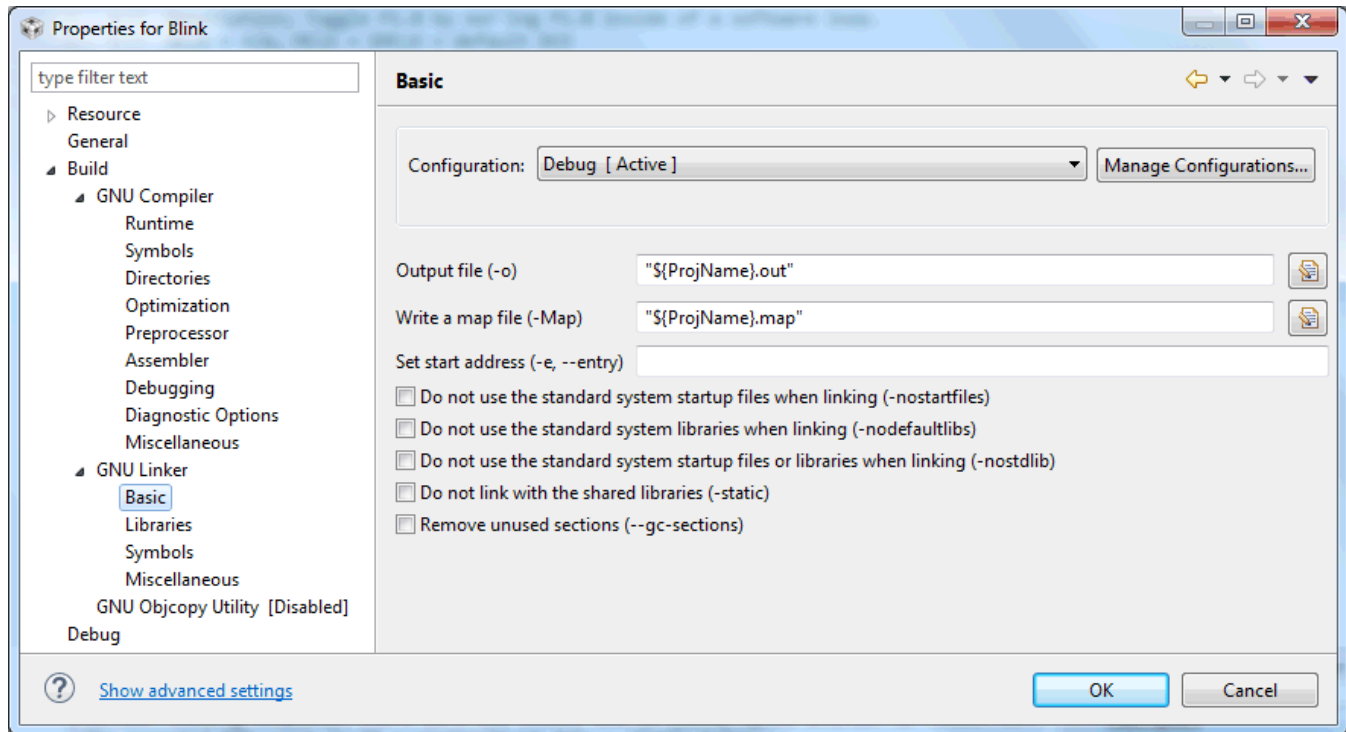 Properties for Blink
type filter text
Resource
General
Build
GNU Compiler
Runtime
Symbols
Directories
Optimization
Preprocessor
Assembler
Debugging
Diagnostic Options
Miscellaneous
GNU Linker
Basic
Libraries
Symbols
Miscellaneous
GNU Objcopy Utility [Disabled]
Debug
Basic
Configuration: Debug [ Active ] Manage Configurations...
Output file (-o) "${ProjName}.out"
Write a map file (-Map) "${ProjName}.map"
Set start address (-e, --entry)
Do not use the standard system startup files when linking (-nostartfiles)
Do not use the standard system libraries when linking (-nodefaultlibs)
Do not use the standard system startup files or libraries when linking (-nostdlib)
Do not link with the shared libraries (-static)
Remove unused sections (--gc-sections)
? Show advanced settings
OK Cancel